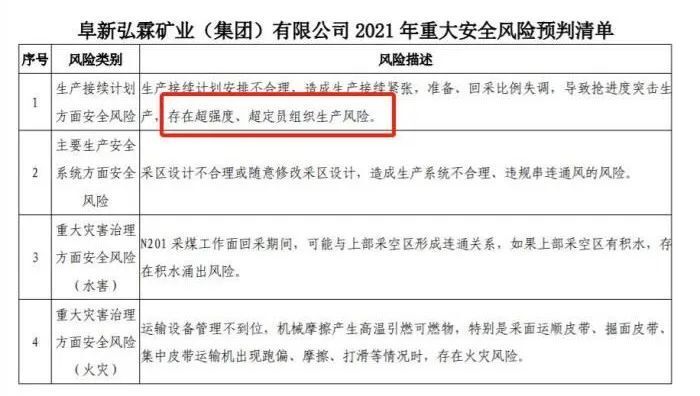 阜新弘霖矿业（集团）有限公司 2021 年重大安全风险预判清单
序号 风险类别 风险描述
1
生产接续计划
方面安全风险
生产接续计划安排不合理、造成生产接续紧张，准备、回采比例失调，导致抢进度突击生
产，存在超强度、超定员组织生产风险。
2
主要生产安全
系统方面安全
风险
采区设计不合理或随意修改采区设计，造成生产系统不合理、违规串连通风的风险。
3
重大灾害治理
方面安全风险
（水害）
N201 采煤工作面回采期间，可能与上部采空区形成连通关系，如果上部采空区有积水，存
在积水涌出风险。
4
重大灾害治理
方面安全风险
（火灾）
运输设备管理不到位，机械摩擦产生高温引燃可燃物，特别是采面运顺皮带、掘面皮带、
集中皮带运输机出现跑偏、摩擦、打滑等情况时，存在火灾风险。